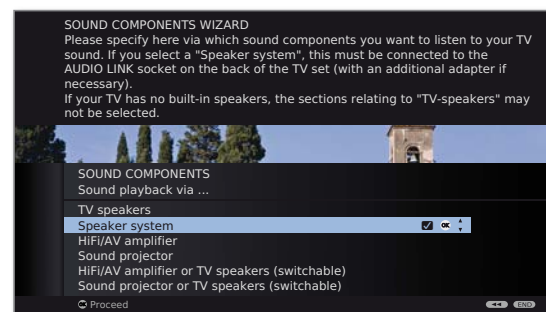 SOUND COMPONENTS WIZARD
Please specify here via which sound components you want to listen to your TV
sound. If you select a "Speaker system", this must be connected to the
AUDIO LINK socket on the back of the TV set (with an additional adapter if
necessary).
If your TV has no built-in speakers, the sections relating to "TV-speakers" may
not be selected.
SOUND COMPONENTS
Sound playback via ...
TV speakers
Speaker system OK
HiFi/AV amplifier
Sound projector
HiFi/AV amplifier or TV speakers (switchable)
Sound projector or TV speakers (switchable)
Proceed END